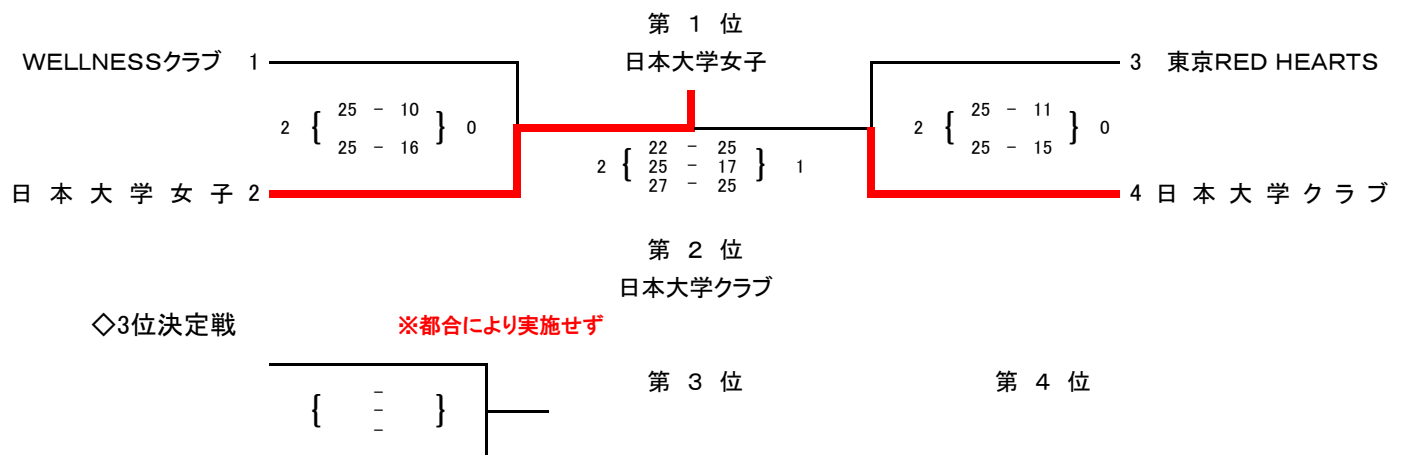 第 1 位
WELLNESSクラブ 1
日本大学女子
3 東京RED HEARTS
2 { 25 - 10 } 0
25 - 16
2 { 22 - 25 } 1
25 - 17
27 - 25
2 { 25 - 11 } 0
25 - 15
日本大学女子 2
4 日本大学クラブ
第 2 位
日本大学クラブ
◇3位決定戦
※都合により実施せず
第 3 位
第 4 位
{ - } 
-
-